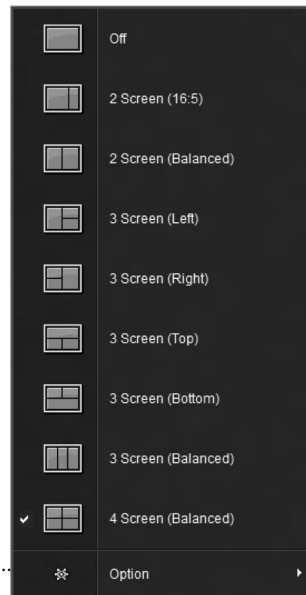 Off
2 Screen (16:5)
2 Screen (Balanced)
3 Screen (Left)
3 Screen (Right)
3 Screen (Top)
3 Screen (Bottom)
3 Screen (Balanced)
4 Screen (Balanced)
Option